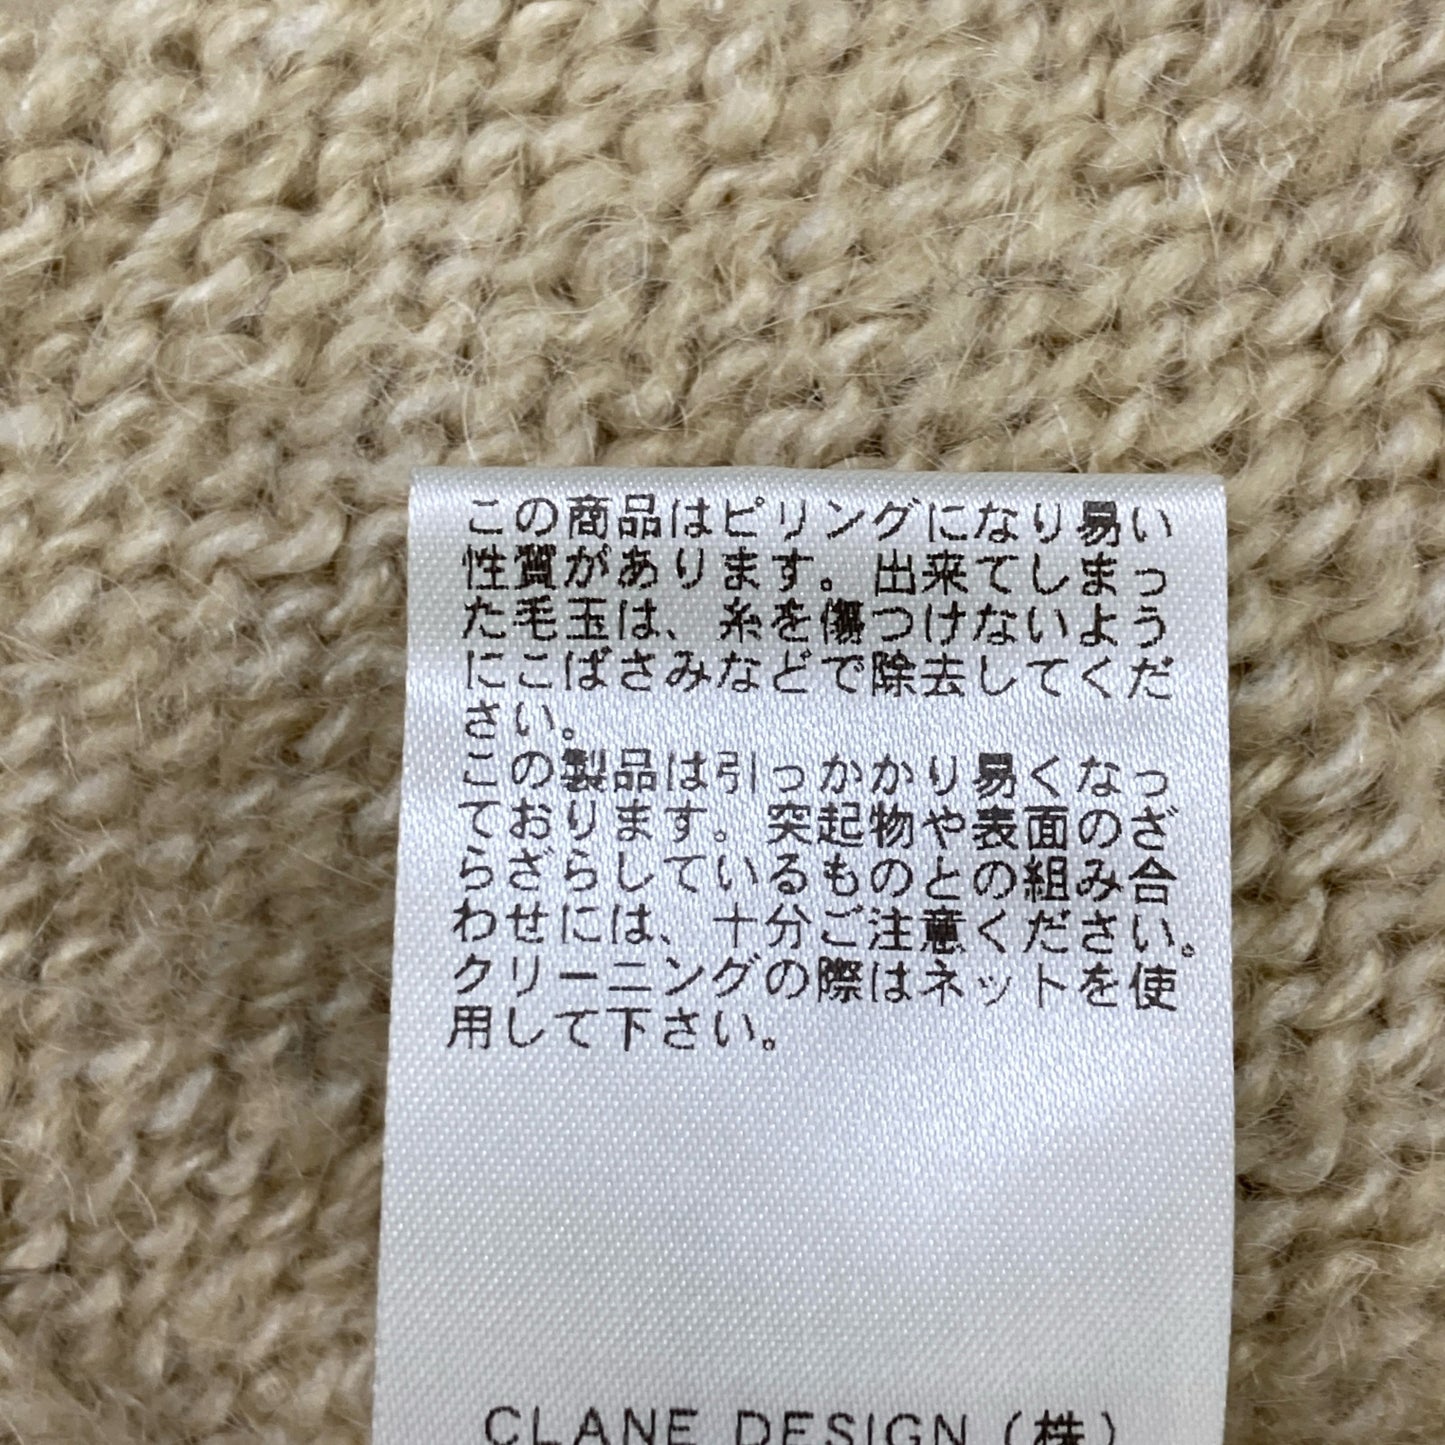 この商品はピリングになり易い
性質があります。出来てしまっ
た毛玉は、糸を傷つけないよう
にこばさみなどで除去してくだ
さい。
この製品は引っかかり易くなっ
ております。突起物や表面のざ
らざらしているものとの組み合
わせには、十分ご注意ください。
クリーニングの際はネットを使
用して下さい。
CLANE DESIGN (株)